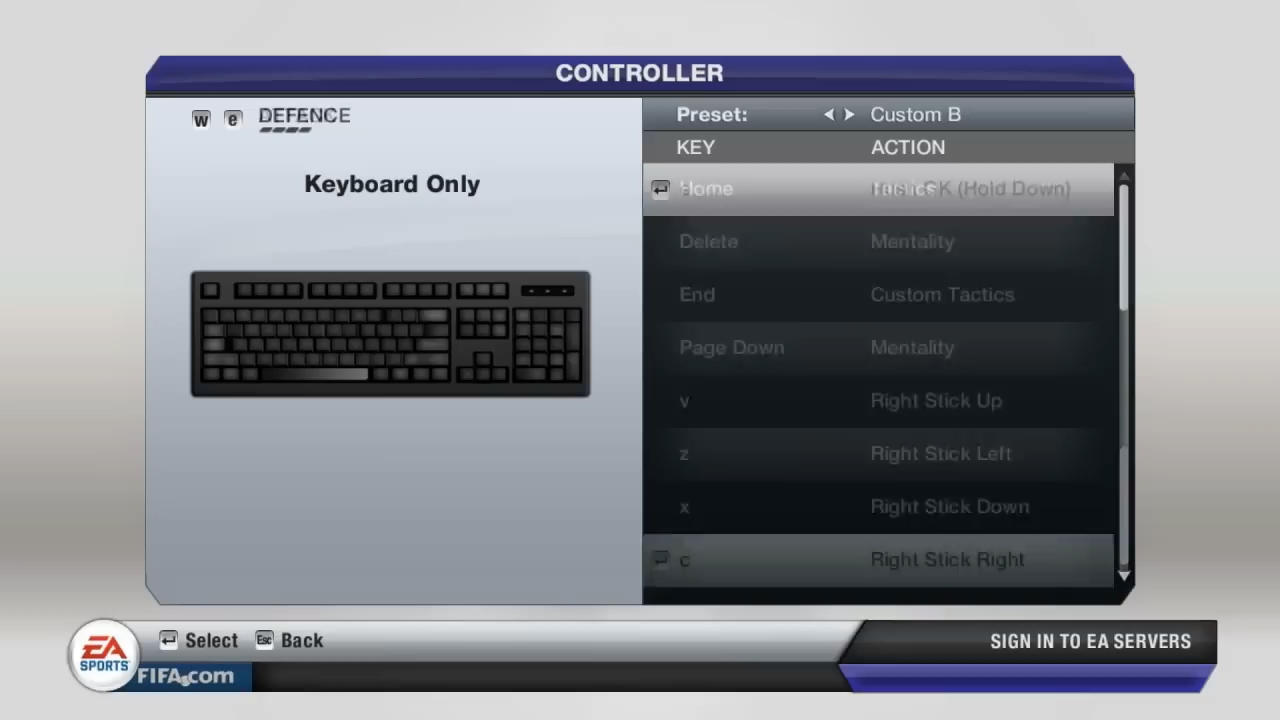 CONTROLLER
w e DEFENCE
Preset: Custom B
KEY ACTION
Keyboard Only
Home (Hold Down)
Delete Mentality
End Custom Tactics
Page Down Mentality
v Right Stick Up
z Right Stick Left
x Right Stick Down
c Right Stick Right
Select Esc Back
SIGN IN TO EA SERVERS
EA SPORTS
FIFA.com